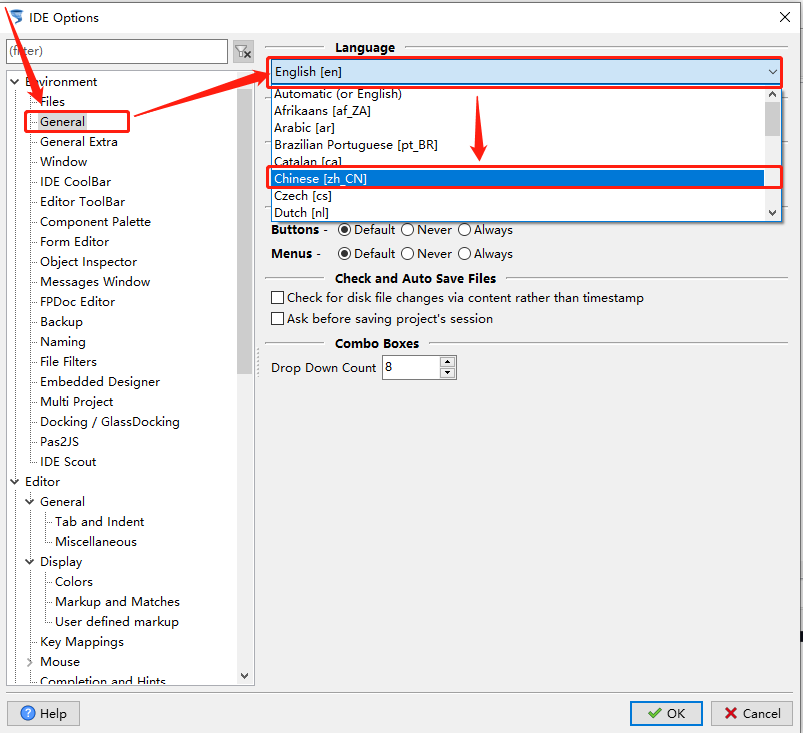 IDE Options
(filter)
Environment
Files
General
General Extra
Window
IDE CoolBar
Editor ToolBar
Component Palette
Form Editor
Object Inspector
Messages Window
FPDoc Editor
Backup
Naming
File Filters
Embedded Designer
Multi Project
Docking / GlassDocking
Pas2JS
IDE Scout
Editor
General
Tab and Indent
Miscellaneous
Display
Colors
Markup and Matches
User defined markup
Key Mappings
Mouse
Completion and Hints
Language
English [en]
Automatic (or English)
Afrikaans [af_ZA]
Arabic [ar]
Brazilian Portuguese [pt_BR]
Catalan [ca]
Chinese [zh_CN]
Czech [cs]
Dutch [nl]
Buttons - Default Never Always
Menus - Default Never Always
Check and Auto Save Files
Check for disk file changes via content rather than timestamp
Ask before saving project's session
Combo Boxes
Drop Down Count 8
Help
OK
Cancel